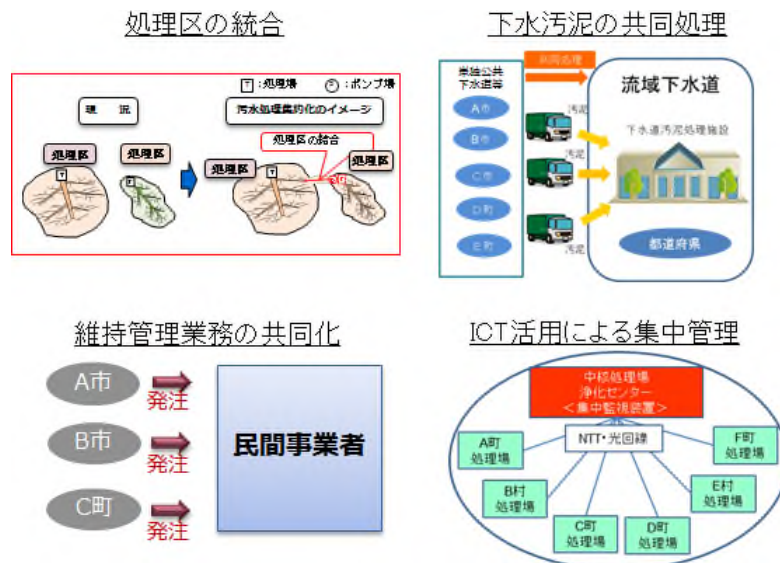 処理区の統合
T:処理場 P:ポンプ場
現 況
汚水処理集約化のイメージ
処理区の統合
処理区
処理区
処理区
処理区
T
P
T
下水汚泥の共同処理
共同処理
単独公共
下水道等
A市
B市
C市
D町
E町
汚泥
汚泥
汚泥
流域下水道
下水道汚泥処理施設
都道府県
維持管理業務の共同化
A市
発注
B市
発注
C町
発注
民間事業者
ICT活用による集中管理
中核処理場
浄化センター
<集中監視装置>
NTT・光回線
A町
処理場
B村
処理場
C町
処理場
D町
処理場
E村
処理場
F町
処理場